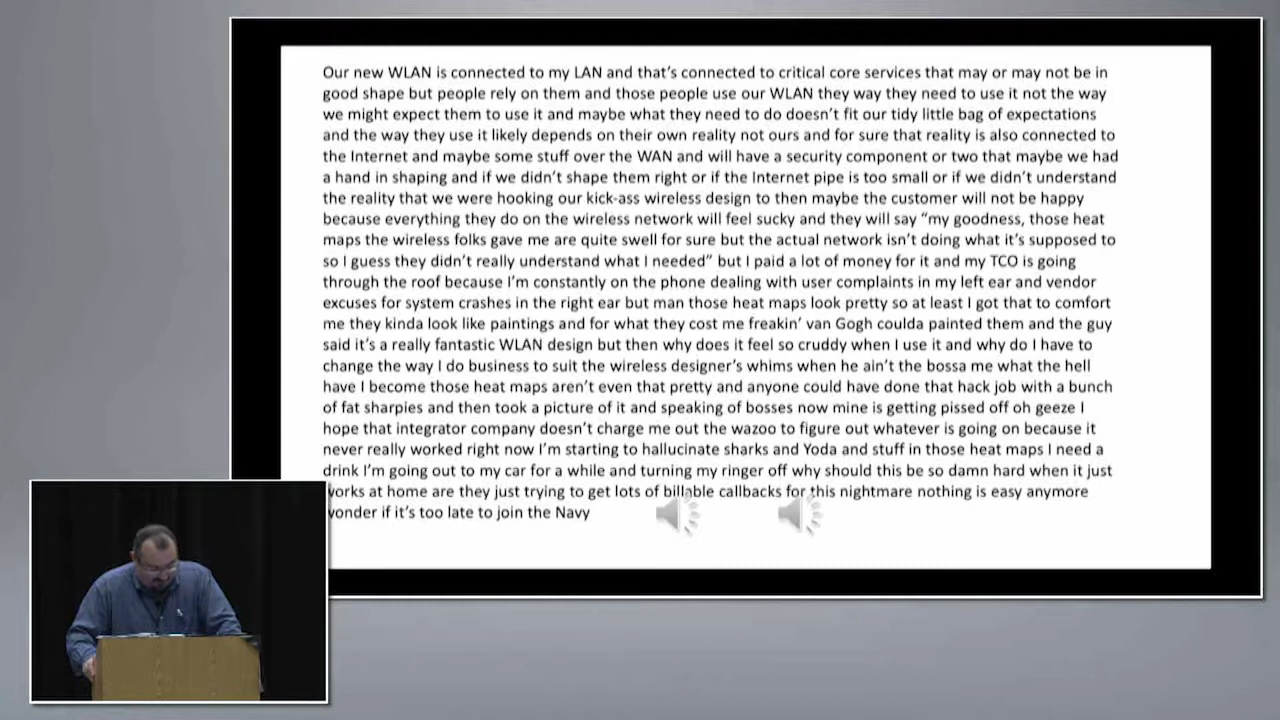 Our new WLAN is connected to my LAN and that's connected to critical core services that may or may not be in
good shape but people rely on them and those people use our WLAN they way they need to use it not the way
we might expect them to use it and maybe what they need to do doesn't fit our tidy little bag of expectations
and the way they use it likely depends on their own reality not ours and for sure that reality is also connected to
the Internet and maybe some stuff over the WAN and will have a security component or two that maybe we had
a hand in shaping and if we didn't shape them right or if the Internet pipe is too small or if we didn't understand
the reality that we were hooking our kick-ass wireless design to then maybe the customer will not be happy
because everything they do on the wireless network will feel sucky and they will say “my goodness, those heat
maps the wireless folks gave me are quite swell for sure but the actual network isn't doing what it's supposed to
so I guess they didn't really understand what I needed” but I paid a lot of money for it and my TCO is going
through the roof because I'm constantly on the phone dealing with user complaints in my left ear and vendor
excuses for system crashes in the right ear but man those heat maps look pretty so at least I got that to comfort
me they kinda look like paintings and for what they cost me freakin' van Gogh coulda painted them and the guy
said it's a really fantastic WLAN design but then why does it feel so cruddy when I use it and why do I have to
change the way I do business to suit the wireless designer's whims when he ain't the bossa me what the hell
have I become those heat maps aren't even that pretty and anyone could have done that hack job with a bunch
of fat sharpies and then took a picture of it and speaking of bosses now mine is getting pissed off oh geeze I
hope that integrator company doesn't charge me out the wazoo to figure out whatever is going on because it
never really worked right now I'm starting to hallucinate sharks and Yoda and stuff in those heat maps I need a
drink I'm going out to my car for a while and turning my ringer off why should this be so damn hard when it just
works at home are they just trying to get lots of billable callbacks for this nightmare nothing is easy anymore
wonder if it's too late to join the Navy